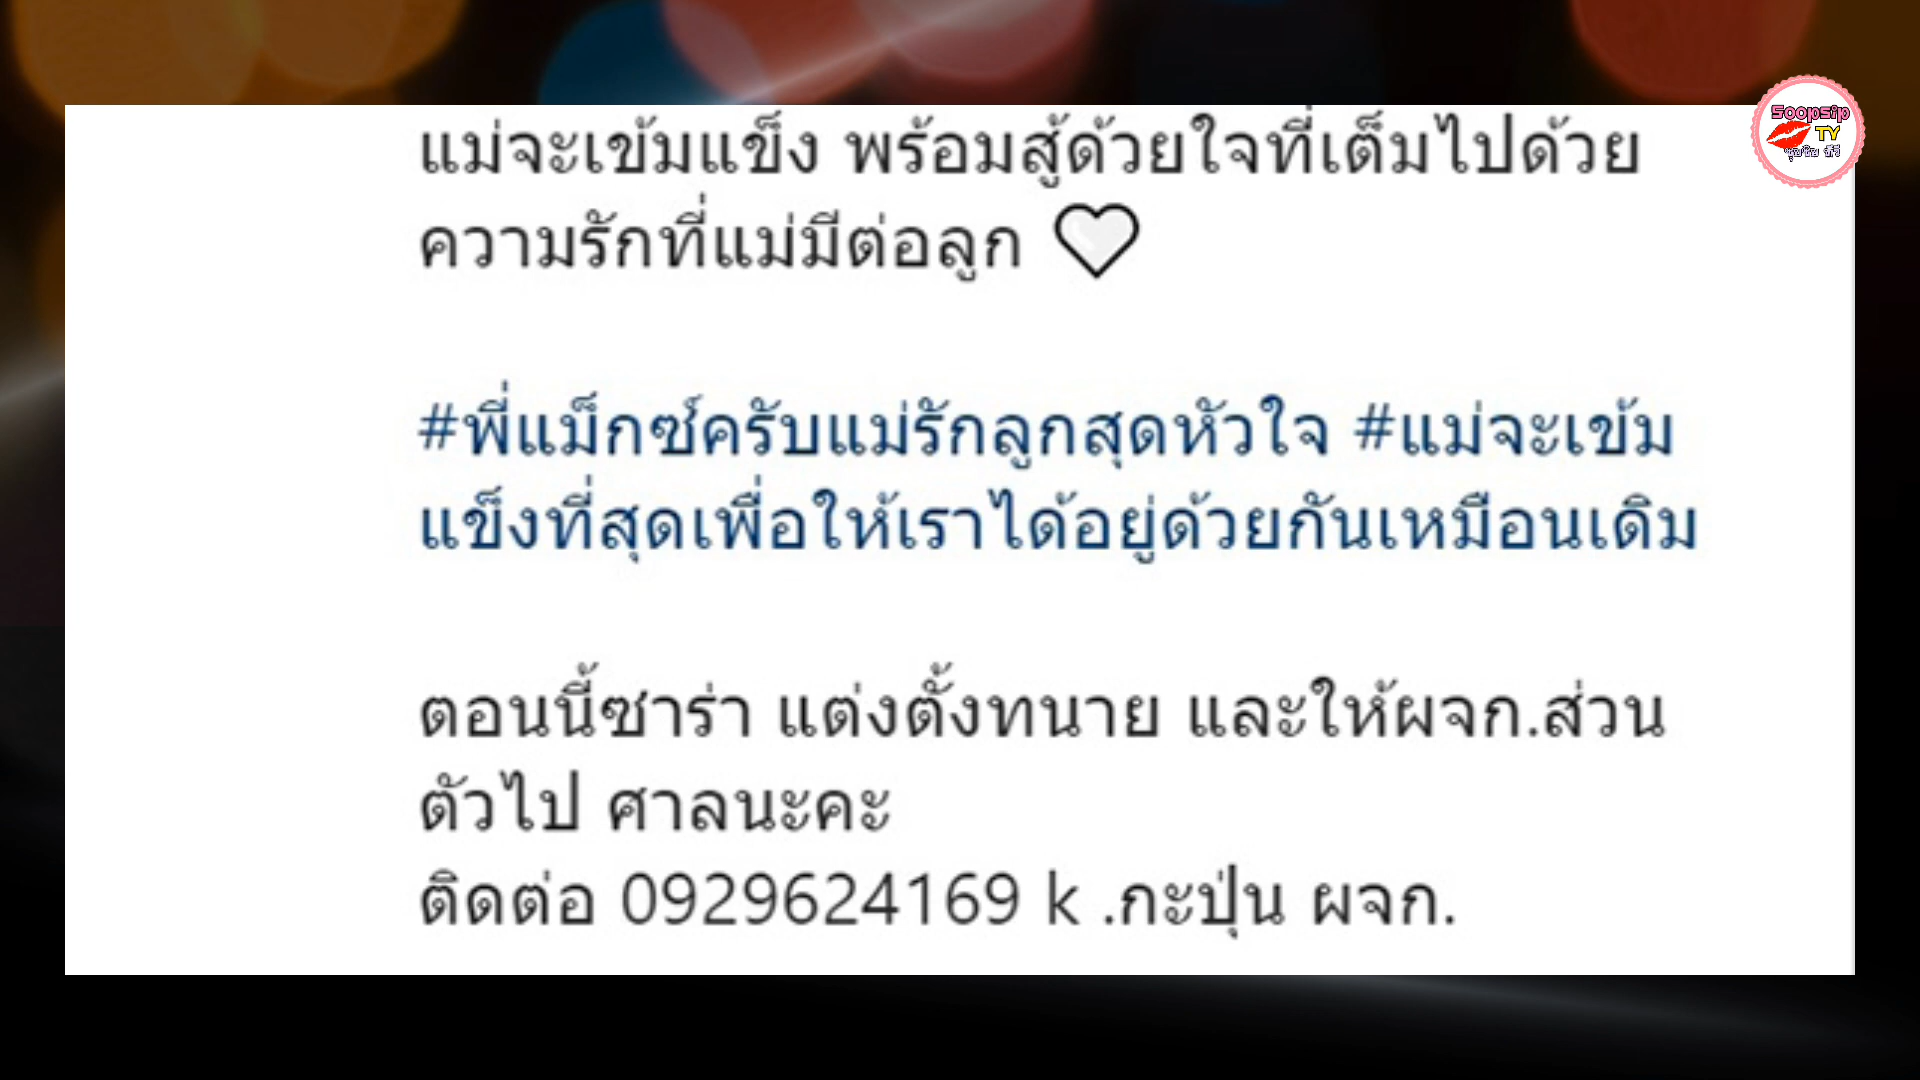 Soopsip
TV
ซุบซิบ ทีวี
แม่จะเข้มแข็ง พร้อมสู้ด้วยใจที่เต็มไปด้วย
ความรักที่แม่มีต่อลูก 🤍
#พี่แม็กซ์ครับแม่รักลูกสุดหัวใจ #แม่จะเข้ม
แข็งที่สุดเพื่อให้เราได้อยู่ด้วยกันเหมือนเดิม
ตอนนี้ซาร่า แต่งตั้งทนาย และให้ผจก.ส่วน
ตัวไป ศาลนะคะ
ติดต่อ 0929624169 k .กะปุ่น ผจก.